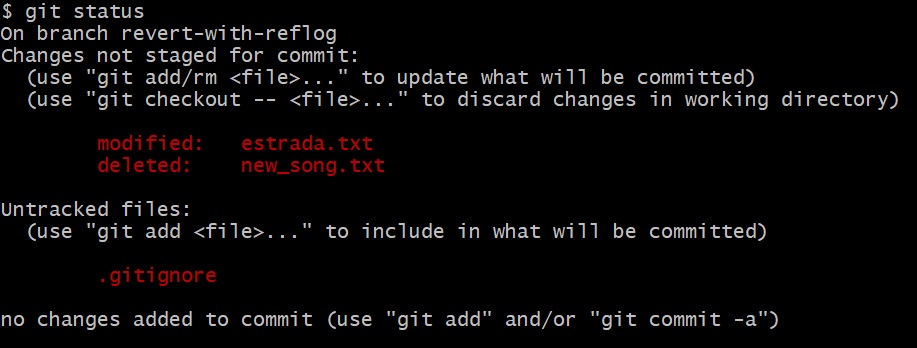 $ git status
On branch revert-with-reflog
Changes not staged for commit:
  (use "git add/rm <file>..." to update what will be committed)
  (use "git checkout -- <file>..." to discard changes in working directory)

        modified:   estrada.txt
        deleted:    new_song.txt

Untracked files:
  (use "git add <file>..." to include in what will be committed)

        .gitignore

no changes added to commit (use "git add" and/or "git commit -a")